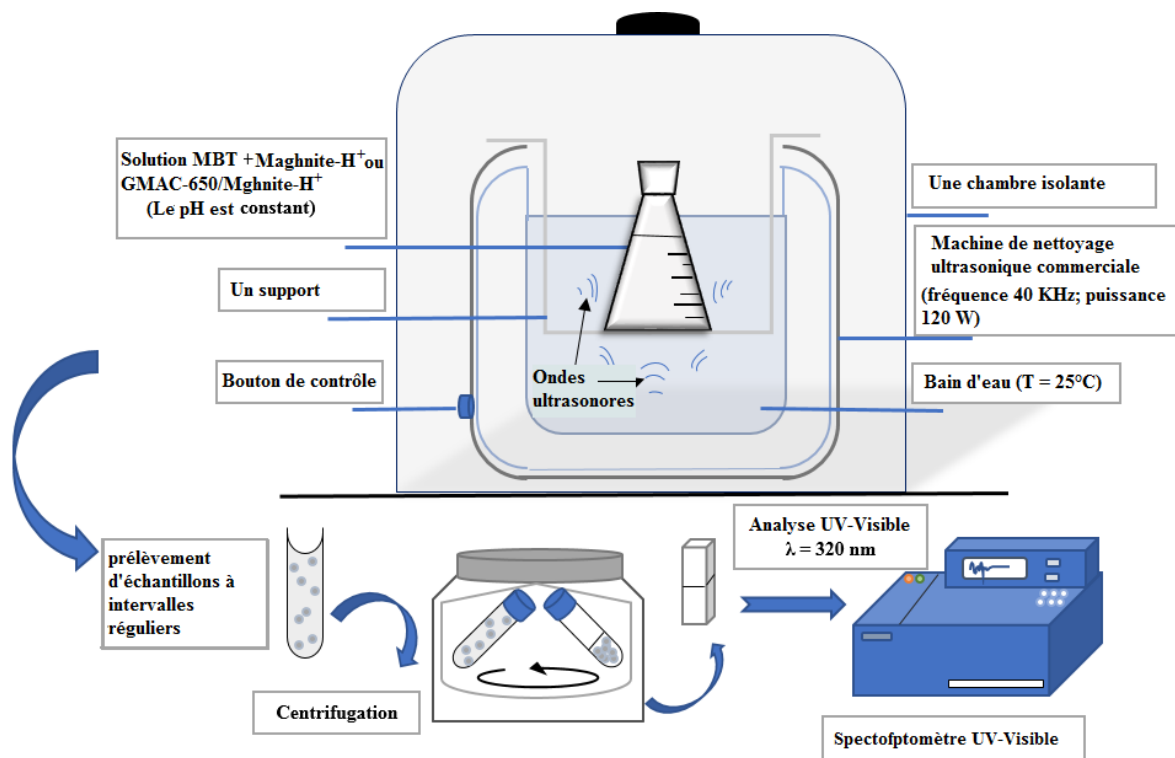 Solution MBT + Maghnite-H+ ou
GMAC-650/Mghnite-H+
(Le pH est constant)
Un support
Bouton de contrôle
Ondes
ultrasonores
Une chambre isolante
Machine de nettoyage
ultrasonique commerciale
(fréquence 40 KHz; puissance
120 W)
Bain d'eau (T = 25°C)
prélèvement
d'échantillons à
intervalles
réguliers
Centrifugation
Analyse UV-Visible
λ = 320 nm
Spectofptomètre UV-Visible